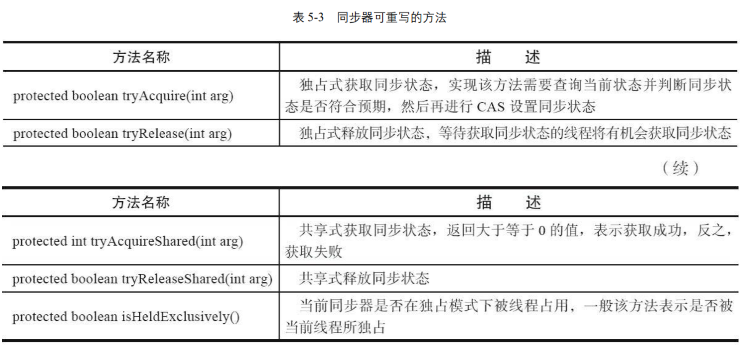 表 5-3 同步器可重写的方法
方法名称 描 述
protected boolean tryAcquire(int arg) 独占式获取同步状态，实现该方法需要查询当前状态并判断同步状
态是否符合预期，然后再进行 CAS 设置同步状态
protected boolean tryRelease(int arg) 独占式释放同步状态，等待获取同步状态的线程将有机会获取同步状态
（续）
方法名称 描 述
protected int tryAcquireShared(int arg) 共享式获取同步状态，返回大于等于 0 的值，表示获取成功，反之，
获取失败
protected boolean tryReleaseShared(int arg) 共享式释放同步状态
protected boolean isHeldExclusively() 当前同步器是否在独占模式下被线程占用，一般该方法表示是否被
当前线程所独占